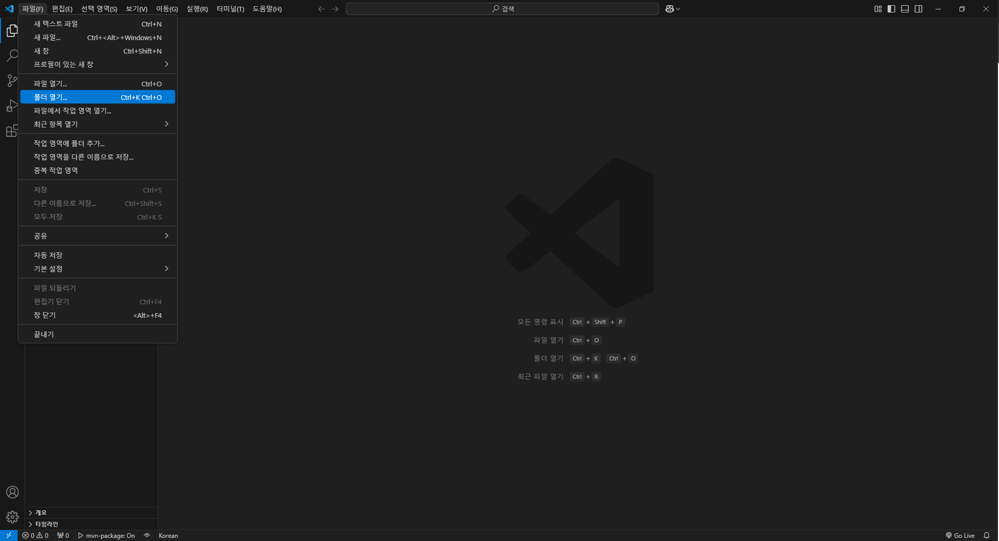 파일(F) 편집(E) 선택 영역(S) 보기(V) 이동(G) 실행(R) 터미널(T) 도움말(H) 검색
새 텍스트 파일 Ctrl+N
새 파일... Ctrl+<Alt>+Windows+N
새 창 Ctrl+Shift+N
프로필이 있는 새 창
파일 열기... Ctrl+O
폴더 열기... Ctrl+K Ctrl+O
파일에서 작업 영역 열기...
최근 항목 열기
작업 영역에 폴더 추가...
작업 영역을 다른 이름으로 저장...
중복 작업 영역
저장 Ctrl+S
다른 이름으로 저장... Ctrl+Shift+S
모두 저장 Ctrl+K S
공유
자동 저장
기본 설정
파일 되돌리기
편집기 닫기 Ctrl+F4
창 닫기 <Alt>+F4
끝내기
모든 명령 표시 Ctrl + Shift + P
파일 열기 Ctrl + O
폴더 열기 Ctrl + K Ctrl + O
최근 파일 열기 Ctrl + R
개요
타임라인
0 0 0 mvn-package: On Korean Go Live